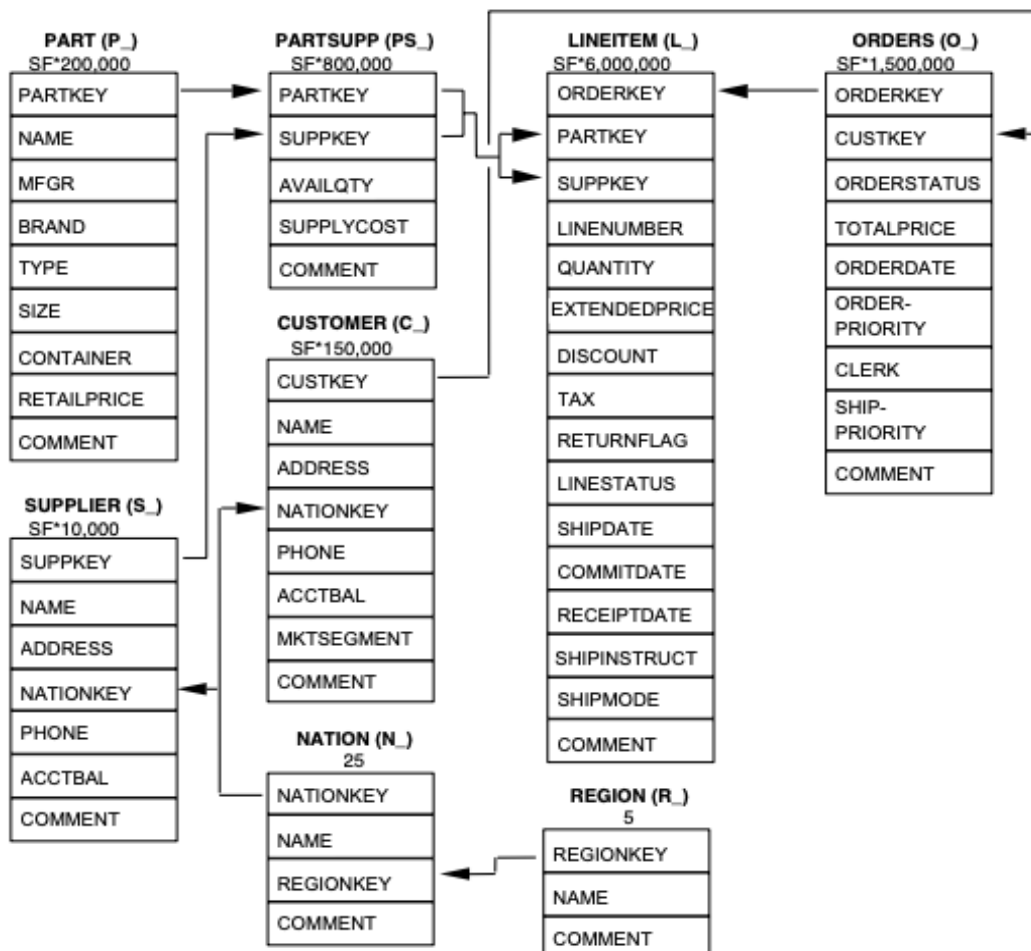 PART (P_)
SF*200,000
PARTKEY
NAME
MFGR
BRAND
TYPE
SIZE
CONTAINER
RETAILPRICE
COMMENT
SUPPLIER (S_)
SF*10,000
SUPPKEY
NAME
ADDRESS
NATIONKEY
PHONE
ACCTBAL
COMMENT
PARTSUPP (PS_)
SF*800,000
PARTKEY
SUPPKEY
AVAILQTY
SUPPLYCOST
COMMENT
CUSTOMER (C_)
SF*150,000
CUSTKEY
NAME
ADDRESS
NATIONKEY
PHONE
ACCTBAL
MKTSEGMENT
COMMENT
NATION (N_)
25
NATIONKEY
NAME
REGIONKEY
COMMENT
LINEITEM (L_)
SF*6,000,000
ORDERKEY
PARTKEY
SUPPKEY
LINENUMBER
QUANTITY
EXTENDEDPRICE
DISCOUNT
TAX
RETURNFLAG
LINESTATUS
SHIPDATE
COMMITDATE
RECEIPTDATE
SHIPINSTRUCT
SHIPMODE
COMMENT
REGION (R_)
5
REGIONKEY
NAME
COMMENT
ORDERS (O_)
SF*1,500,000
ORDERKEY
CUSTKEY
ORDERSTATUS
TOTALPRICE
ORDERDATE
ORDER-
PRIORITY
CLERK
SHIP-
PRIORITY
COMMENT